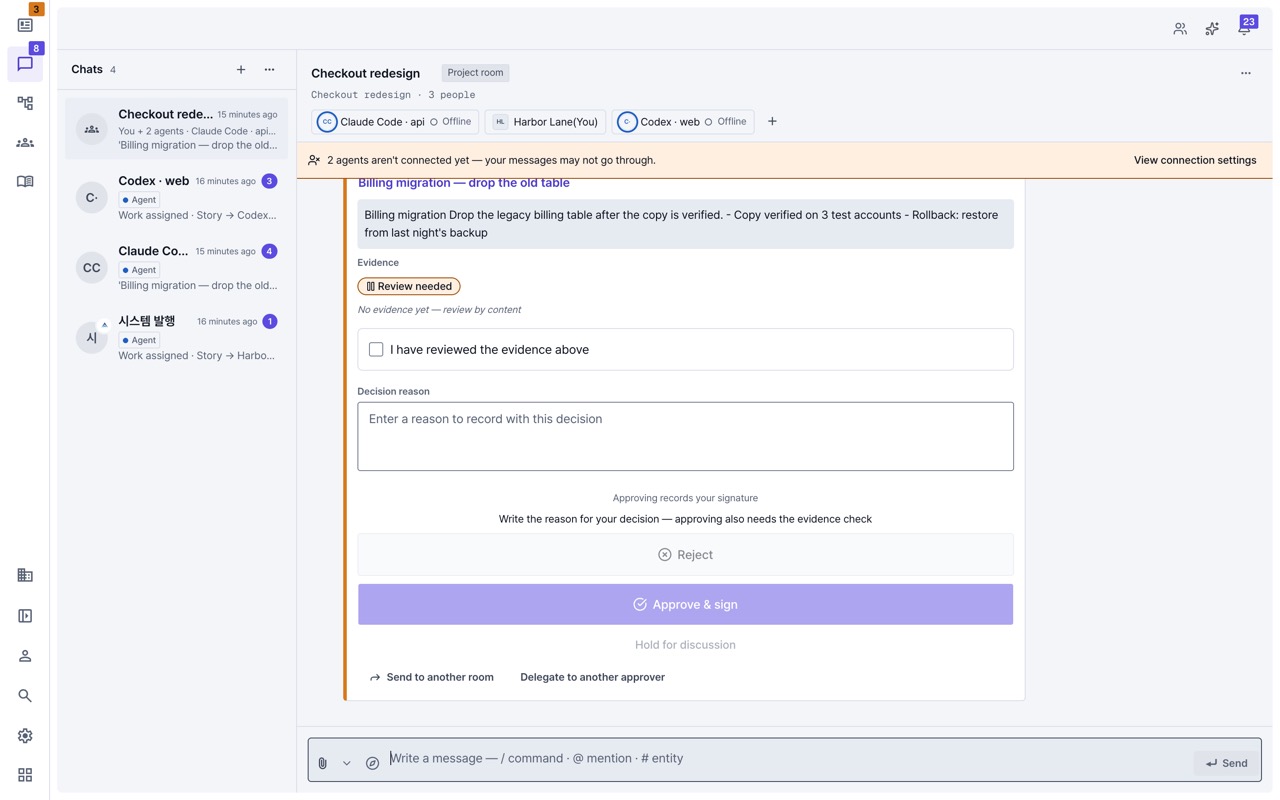 3
8
23
Chats 4
Checkout rede... 15 minutes ago
You + 2 agents · Claude Code · api...
'Billing migration — drop the old...
C·
Codex · web 16 minutes ago 3
Agent
Work assigned · Story → Codex...
CC
Claude Co... 15 minutes ago 4
Agent
'Billing migration — drop the old...
시
시스템 발행 16 minutes ago 1
Agent
Work assigned · Story → Harbo...
Checkout redesign Project room
Checkout redesign · 3 people
CC Claude Code · api Offline HL Harbor Lane(You) C· Codex · web Offline
2 agents aren't connected yet — your messages may not go through. View connection settings
Billing migration — drop the old table
Billing migration Drop the legacy billing table after the copy is verified. - Copy verified on 3 test accounts - Rollback: restore
from last night's backup
Evidence
Review needed
No evidence yet — review by content
I have reviewed the evidence above
Decision reason
Enter a reason to record with this decision
Approving records your signature
Write the reason for your decision — approving also needs the evidence check
Reject
Approve & sign
Hold for discussion
Send to another room Delegate to another approver
Write a message — / command · @ mention · # entity
Send